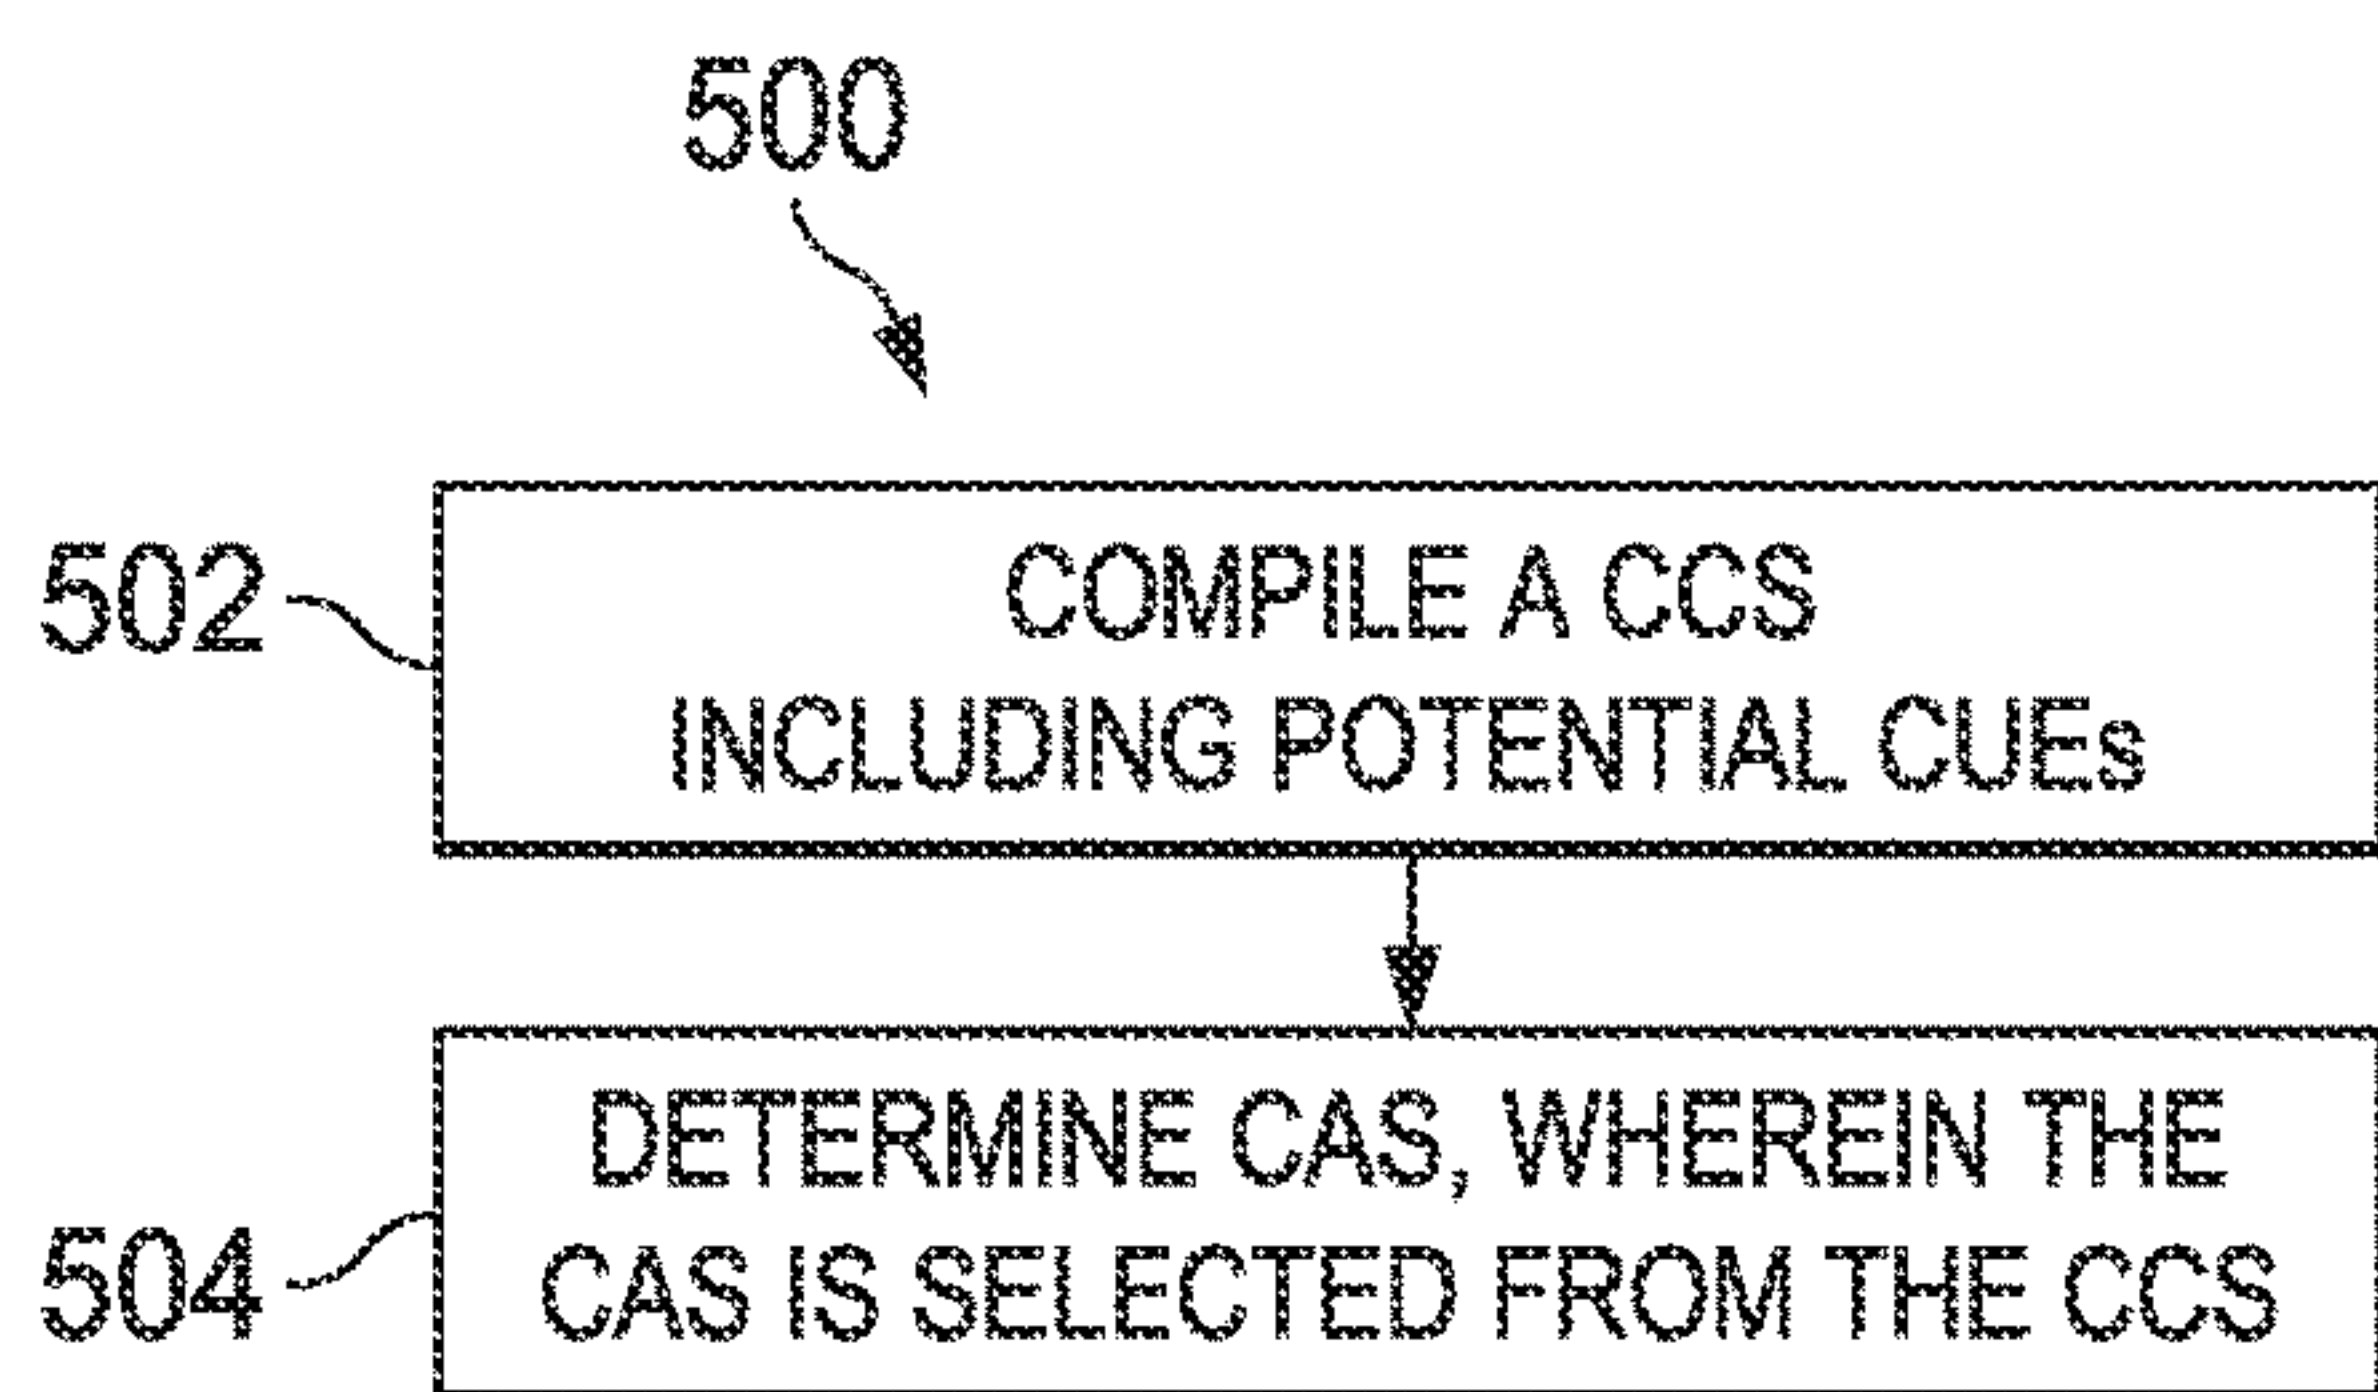 500
502
COMPILE A CCS
INCLUDING POTENTIAL CUEs
504
DETERMINE CAS, WHEREIN THE
CAS IS SELECTED FROM THE CCS